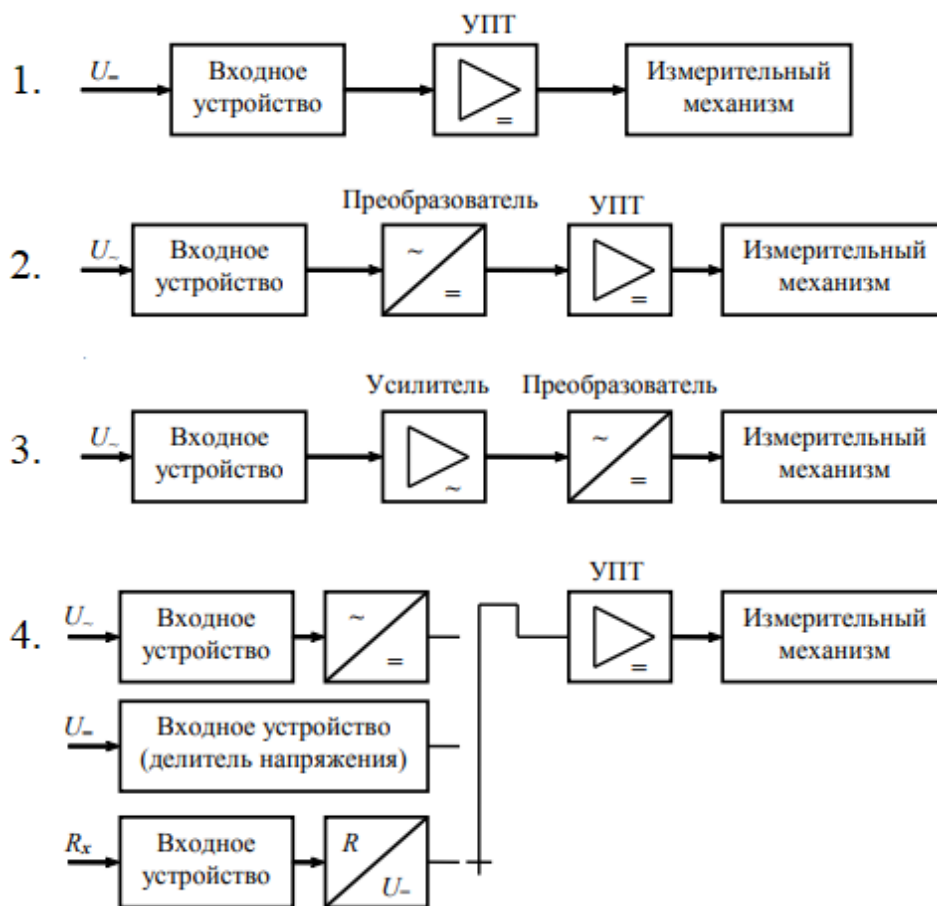 УПТ
1. U= Входное устройство = Измерительный механизм
Преобразователь УПТ
2. U~ Входное устройство ~ = = Измерительный механизм
Усилитель Преобразователь
3. U~ Входное устройство ~ ~ = Измерительный механизм
УПТ
4. U~ Входное устройство ~ = = Измерительный механизм
U= Входное устройство
(делитель напряжения)
Rx Входное устройство R U=